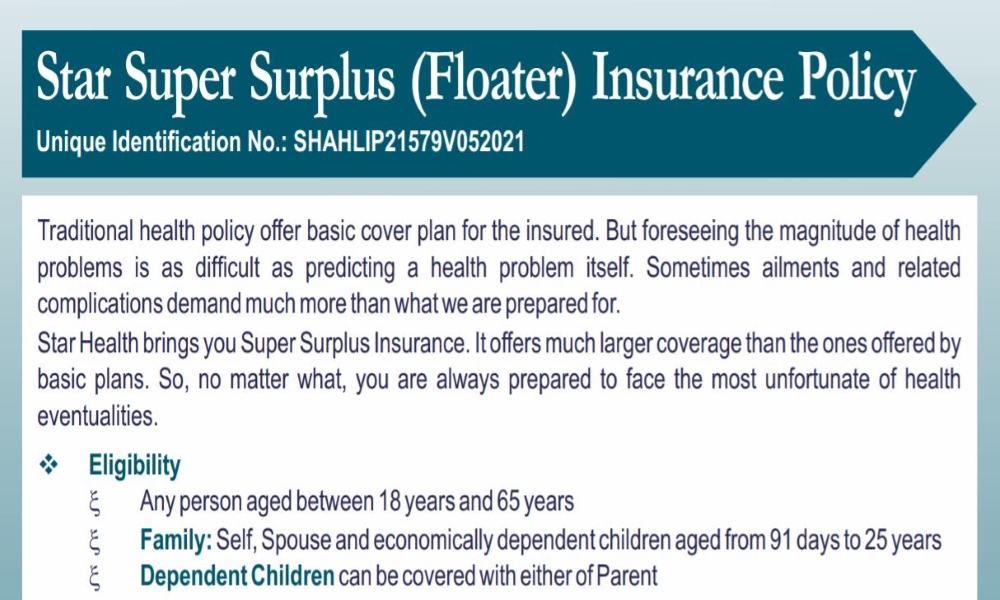 Star Super Surplus (Floater) Insurance Policy
Unique Identification No.: SHAHLIP21579V052021
Traditional health policy offer basic cover plan for the insured. But foreseeing the magnitude of health
problems is as difficult as predicting a health problem itself. Sometimes ailments and related
complications demand much more than what we are prepared for.
Star Health brings you Super Surplus Insurance. It offers much larger coverage than the ones offered by
basic plans. So, no matter what, you are always prepared to face the most unfortunate of health
eventualities.
❖ Eligibility
ξ Any person aged between 18 years and 65 years
ξ Family: Self, Spouse and economically dependent children aged from 91 days to 25 years
ξ Dependent Children can be covered with either of Parent